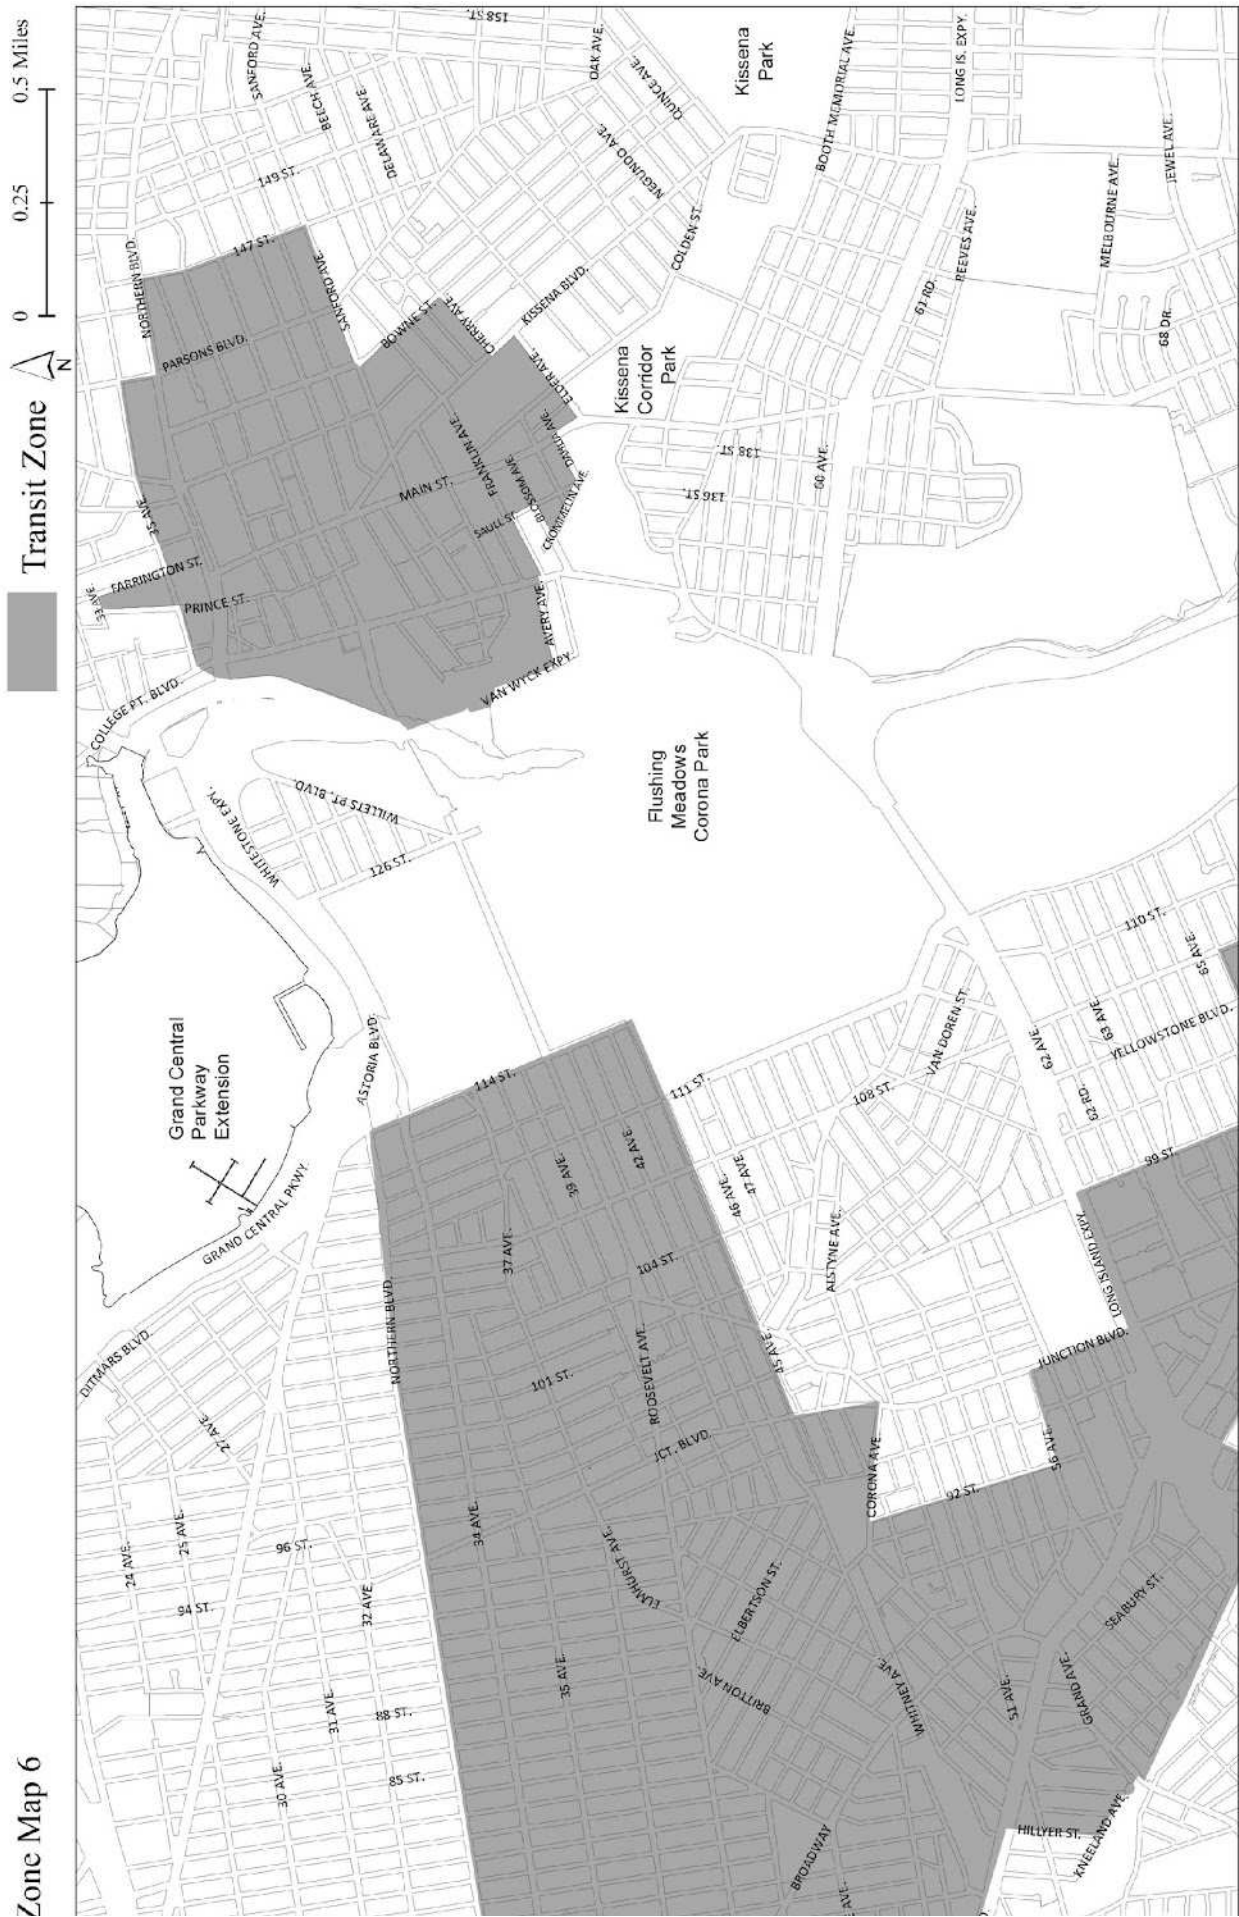 Zone Map 6
Transit Zone
N
0 0.25 0.5 Miles
158 ST.
SANFORD AVE.
BEECH AVE.
DELAWARE AVE.
149 ST.
OAK AVE.
QUINCE AVE.
NEGUNDO AVE.
Kissena
Park
BOOTH MEMORIAL AVE.
LONG IS. EXPY.
JEWEL AVE.
MELBOURNE AVE.
REEVES AVE.
61 RD.
68 DR.
COLDEN ST.
NORTHERN BLVD.
147 ST.
SANFORD AVE.
PARSONS BLVD.
BOWNE ST.
CHERRY AVE.
KISSENA BLVD.
ELDER AVE.
Kissena
Corridor
Park
35 AVE.
MAIN ST.
FRANKLIN AVE.
BLOSSOM AVE.
DAHLIA AVE.
CROMMELIN AVE.
SAULL ST.
138 ST.
136 ST.
60 AVE.
33 AVE.
FARRINGTON ST.
PRINCE ST.
AVERY AVE.
VAN WYCK EXPY
COLLEGE PT. BLVD.
WHITESTONE EXPY.
WILLETS PT. BLVD.
126 ST.
Flushing
Meadows
Corona Park
Grand Central
Parkway
Extension
ASTORIA BLVD.
GRAND CENTRAL PKWY.
114 ST.
111 ST.
108 ST.
VAN DOREN ST.
110 ST.
65 AVE.
62 AVE
63 AVE
YELLOWSTONE BLVD.
62 RD.
99 ST.
39 AVE.
42 AVE.
46 AVE.
47 AVE.
37 AVE.
104 ST.
ALSTYNE AVE.
LONG ISLAND EXPY.
DITMARS BLVD.
NORTHERN BLVD.
101 ST.
ROOSEVELT AVE.
45 AVE.
JUNCTION BLVD.
27 AVE.
JCT. BLVD.
CORONA AVE.
56 AVE.
92 ST.
24 AVE.
25 AVE.
96 ST.
94 ST.
32 AVE.
34 AVE.
ELMHURST AVE.
ELBERTSON ST.
SEABURY ST.
31 AVE.
88 ST.
35 AVE.
BRITTON AVE.
WHITNEY AVE.
51 AVE.
GRAND AVE.
30 AVE.
85 ST.
BROADWAY
HILLYER ST.
KNEELAND AVE.